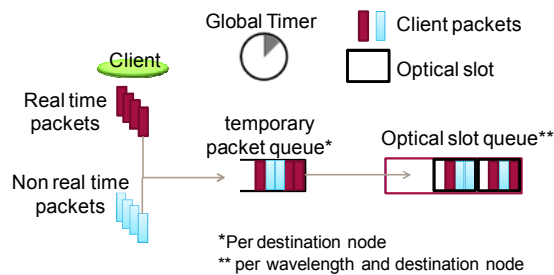 Global Timer
Client packets
Optical slot
Client
Real time
packets
temporary
packet queue*
Optical slot queue**
Non real time
packets
*Per destination node
** per wavelength and destination node